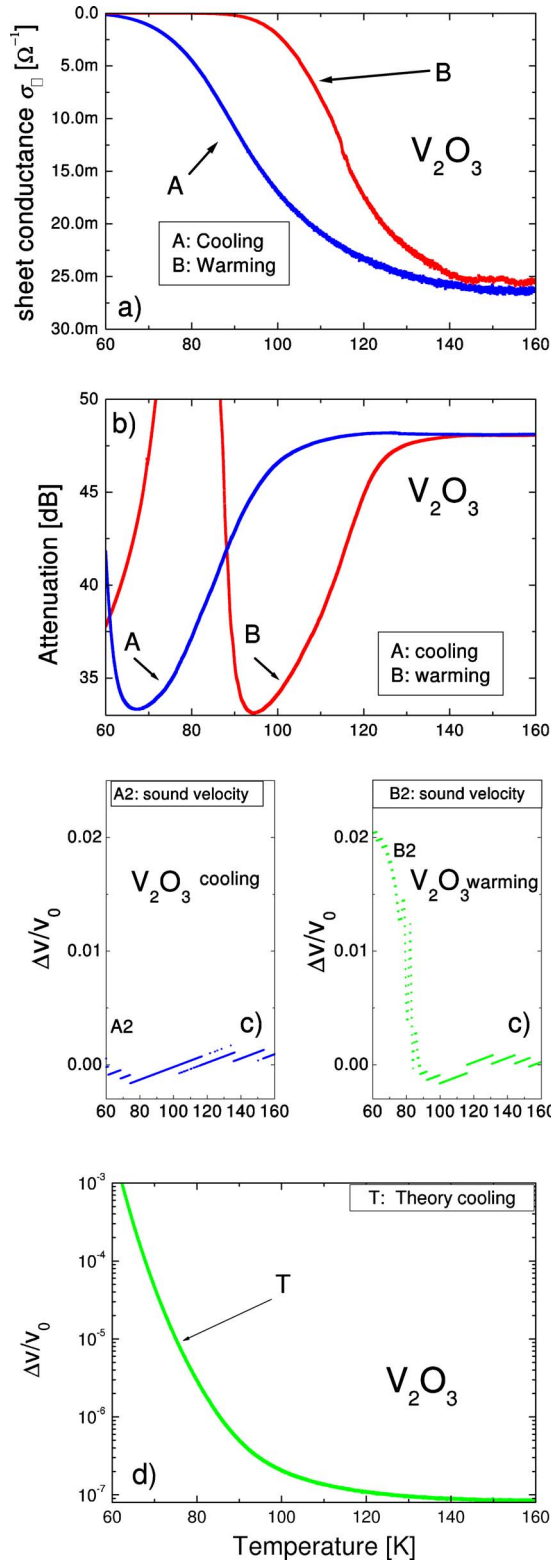 0.0
5.0m
10.0m
15.0m
20.0m
25.0m
30.0m
sheet conductance σ□ [Ω⁻¹]
A
B
V₂O₃
A: Cooling
B: Warming
a)
60 80 100 120 140 160
50
45
40
35
Attenuation [dB]
b)
V₂O₃
A
B
A: cooling
B: warming
60 80 100 120 140 160
A2: sound velocity
0.02
0.01
0.00
Δv/v₀
V₂O₃ cooling
A2
c)
60 80 100 120 140 160
B2: sound velocity
0.02
0.01
0.00
Δv/v₀
B2
V₂O₃ warming
c)
60 80 100 120 140 160
10⁻³
10⁻⁴
10⁻⁵
10⁻⁶
10⁻⁷
Δv/v₀
T: Theory cooling
T
V₂O₃
d)
60 80 100 120 140 160
Temperature [K]